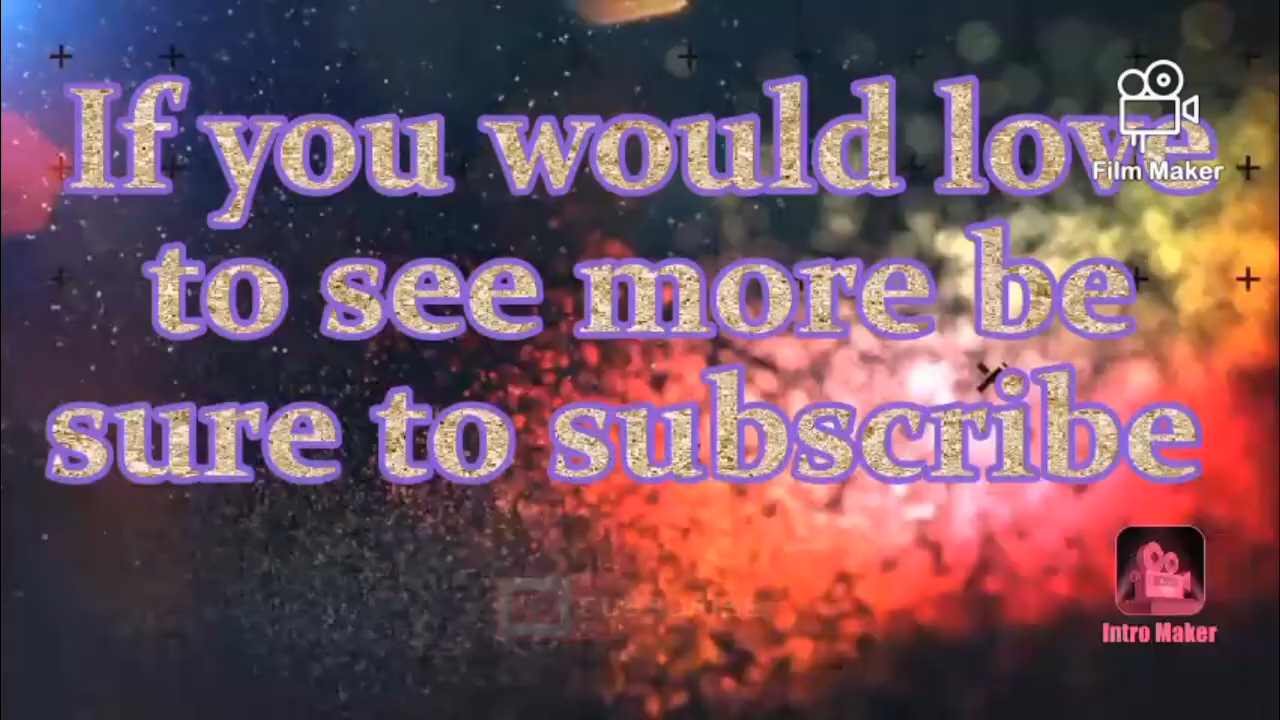 If you would love
Film Maker
to see more be
sure to subscribe
Intro Maker